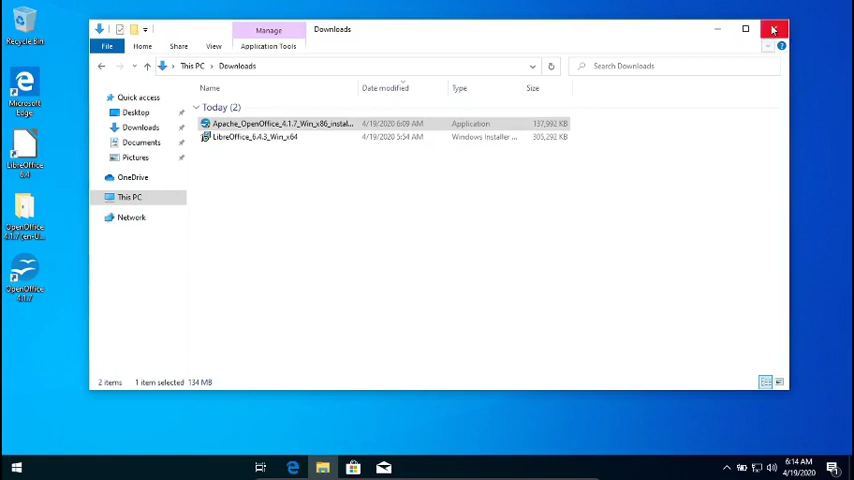 Recycle Bin
Microsoft
Edge
LibreOffice
6.4
OpenOffice
4.1.7 (en-U...
OpenOffice
4.1.7
Manage
Downloads
File
Home
Share
View
Application Tools
This PC
Downloads
Search Downloads
Name
Date modified
Type
Size
Quick access
Desktop
Downloads
Documents
Pictures
OneDrive
This PC
Network
Today (2)
Apache_OpenOffice_4.1.7_Win_x86_instal...
4/19/2020 6:09 AM
Application
137,992 KB
LibreOffice_6.4.3_Win_x64
4/19/2020 5:54 AM
Windows Installer ...
305,292 KB
2 items
1 item selected 134 MB
6:14 AM
4/19/2020